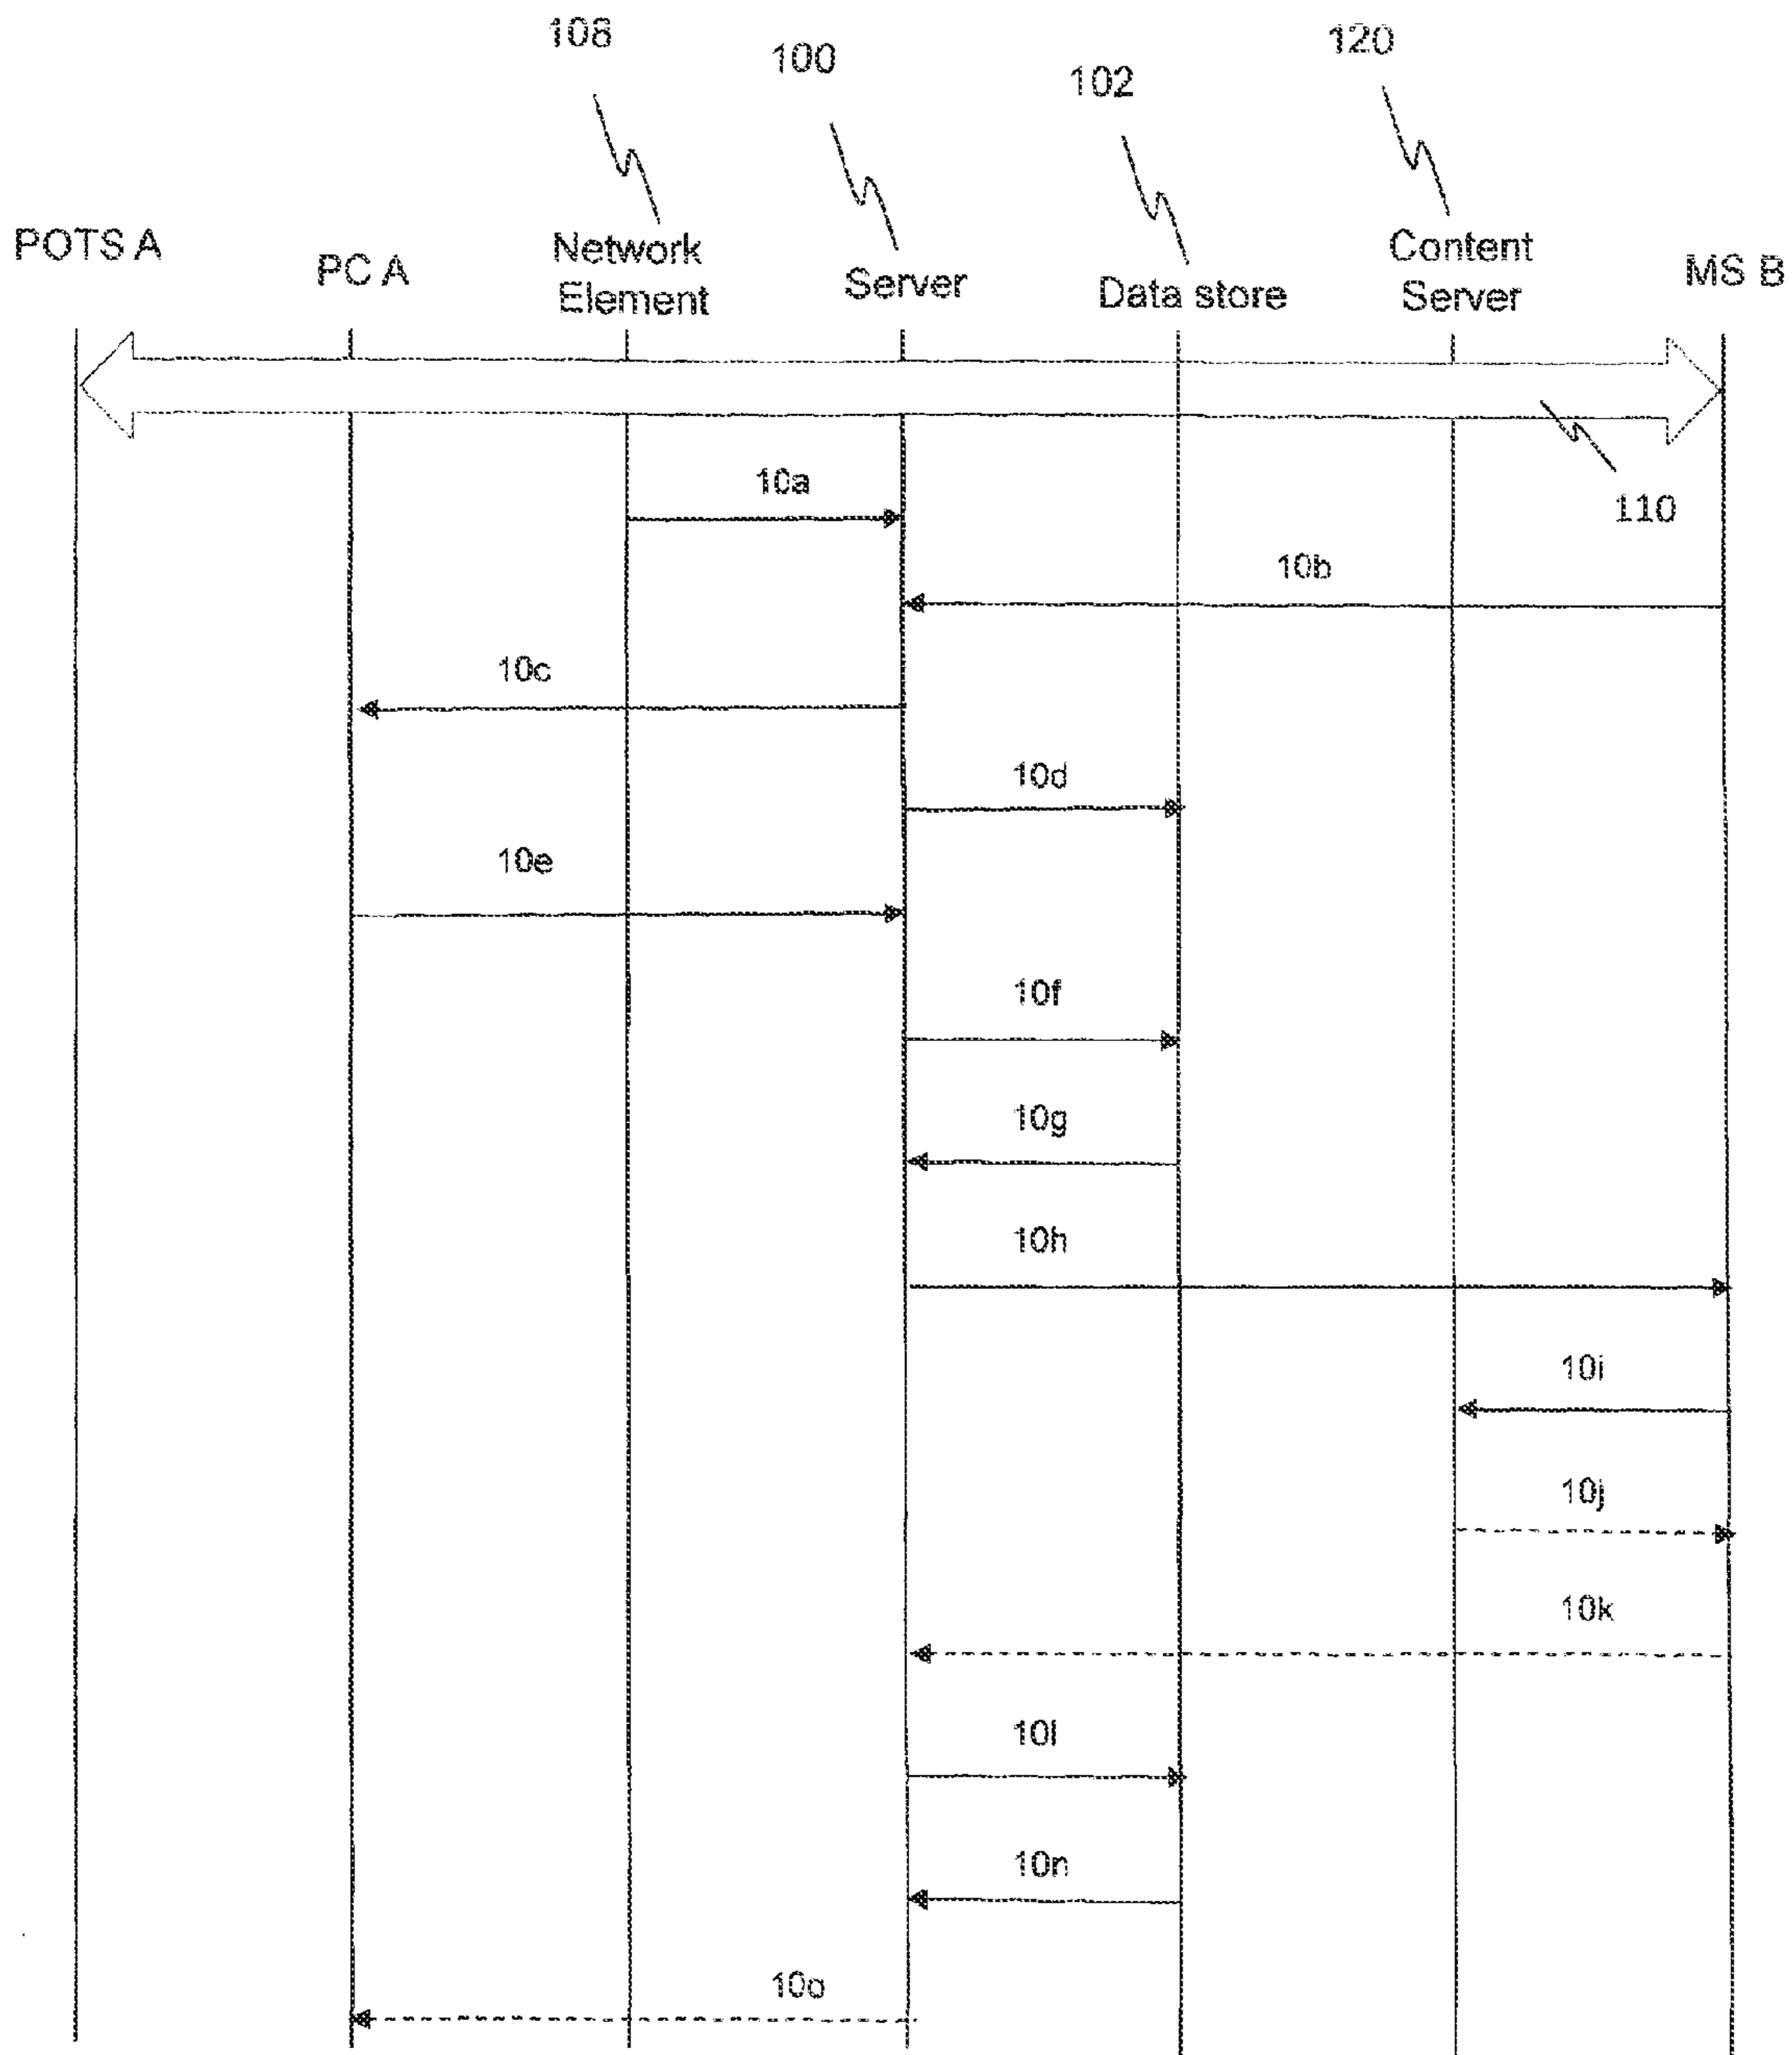 108
100
102
120
POTS A
PC A
Network
Element
Server
Data store
Content
Server
MS B
110
10a
10b
10c
10d
10e
10f
10g
10h
10i
10j
10k
10l
10n
10o